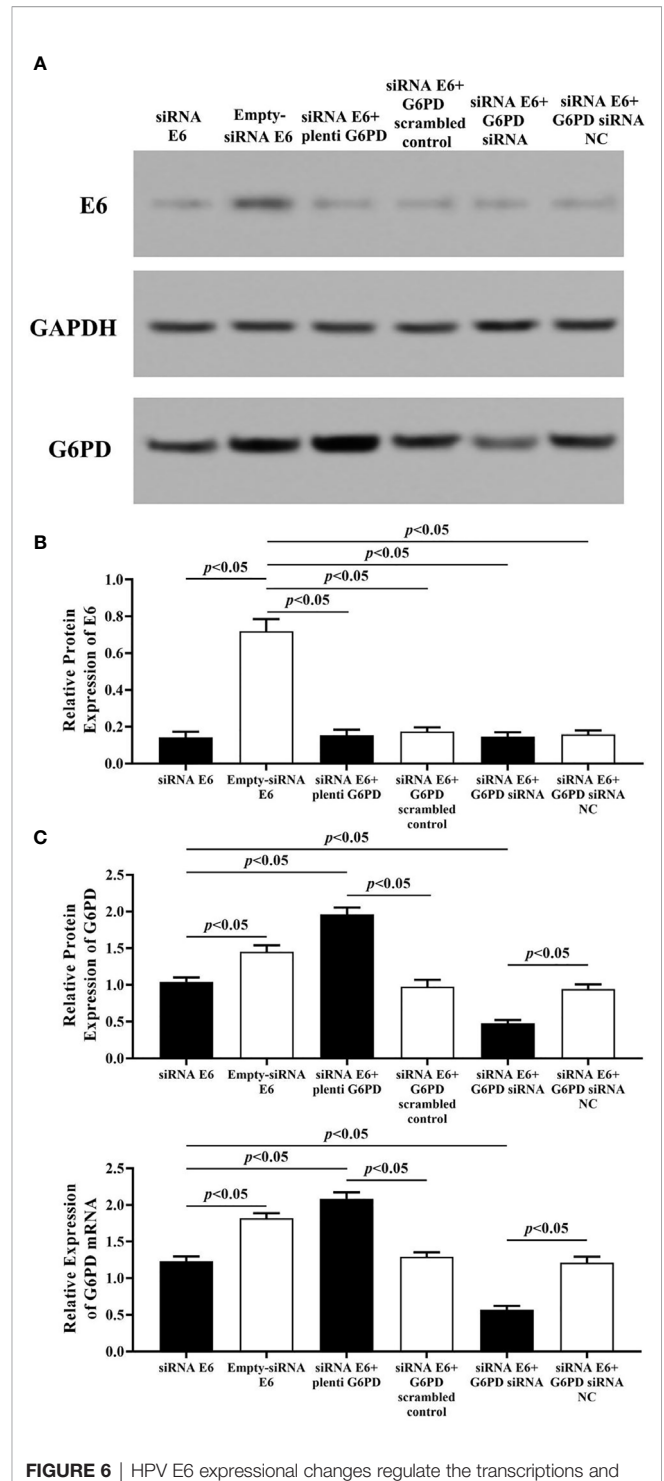 A
siRNA
E6
Empty-
siRNA E6
siRNA E6+
plenti G6PD
siRNA E6+
G6PD
scrambled
control
siRNA E6+
G6PD
siRNA
siRNA E6+
G6PD siRNA
NC
E6
GAPDH
G6PD
B
p<0.05
p<0.05
p<0.05
p<0.05
p<0.05
Relative Protein
Expression of E6
1.0
0.8
0.6
0.4
0.2
0.0
siRNA E6
Empty-siRNA
E6
siRNA E6+
plenti G6PD
siRNA E6+
G6PD
scrambled
control
siRNA E6+
G6PD siRNA
siRNA E6+
G6PD siRNA
NC
C
p<0.05
p<0.05
p<0.05
p<0.05
p<0.05
Relative Protein
Expression of G6PD
2.5
2.0
1.5
1.0
0.5
0.0
siRNA E6
Empty-siRNA
E6
siRNA E6+
plenti G6PD
siRNA E6+
G6PD
scrambled
control
siRNA E6+
G6PD siRNA
siRNA E6+
G6PD siRNA
NC
p<0.05
p<0.05
p<0.05
p<0.05
p<0.05
Relative Expression
of G6PD mRNA
2.5
2.0
1.5
1.0
0.5
0.0
siRNA E6
Empty-siRNA
E6
siRNA E6+
plenti G6PD
siRNA E6+
G6PD
scrambled
control
siRNA E6+
G6PD siRNA
siRNA E6+
G6PD siRNA
NC
FIGURE 6 | HPV E6 expressional changes regulate the transcriptions and